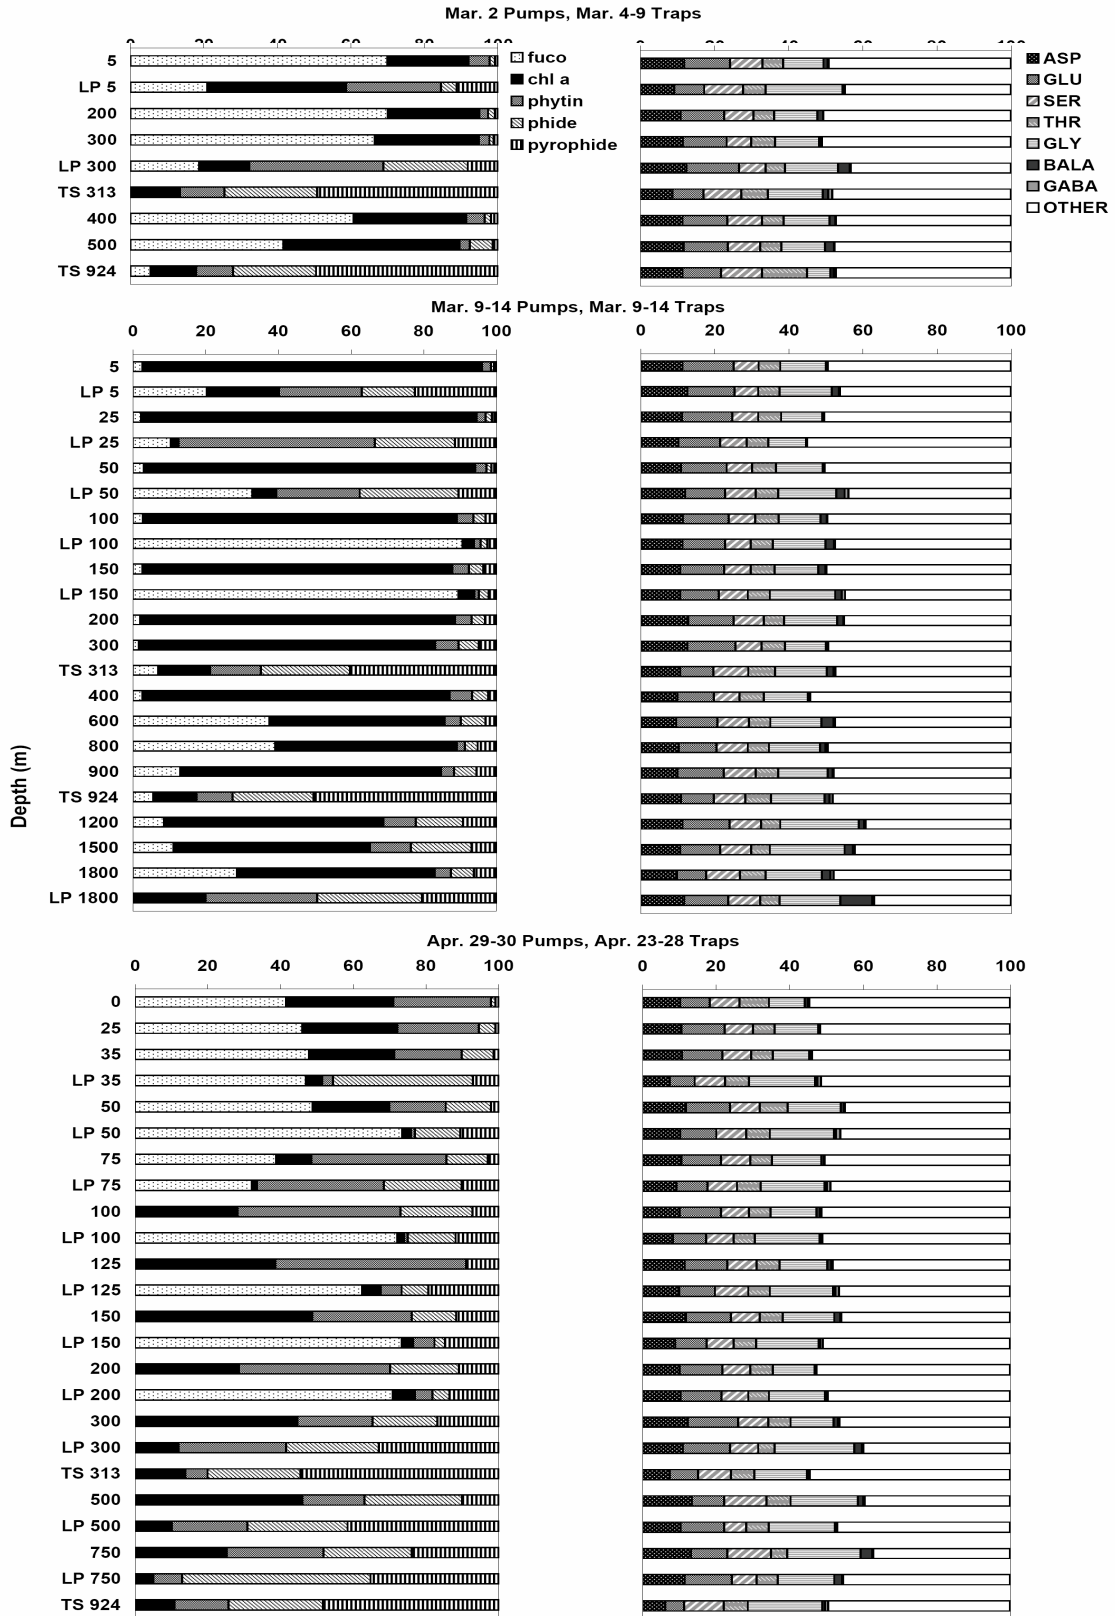 Mar. 2 Pumps, Mar. 4-9 Traps
0 20 40 60 80 100
0 20 40 60 80 100
5
LP 5
200
300
LP 300
TS 313
400
500
TS 924
fuco
chl a
phytin
phide
pyrophide
ASP
GLU
SER
THR
GLY
BALA
GABA
OTHER
Mar. 9-14 Pumps, Mar. 9-14 Traps
0 20 40 60 80 100
0 20 40 60 80 100
5
LP 5
25
LP 25
50
LP 50
100
LP 100
150
LP 150
200
300
TS 313
400
600
800
900
TS 924
1200
1500
1800
LP 1800
Depth (m)
Apr. 29-30 Pumps, Apr. 23-28 Traps
0 20 40 60 80 100
0 20 40 60 80 100
0
25
35
LP 35
50
LP 50
75
LP 75
100
LP 100
125
LP 125
150
LP 150
200
LP 200
300
LP 300
TS 313
500
LP 500
750
LP 750
TS 924